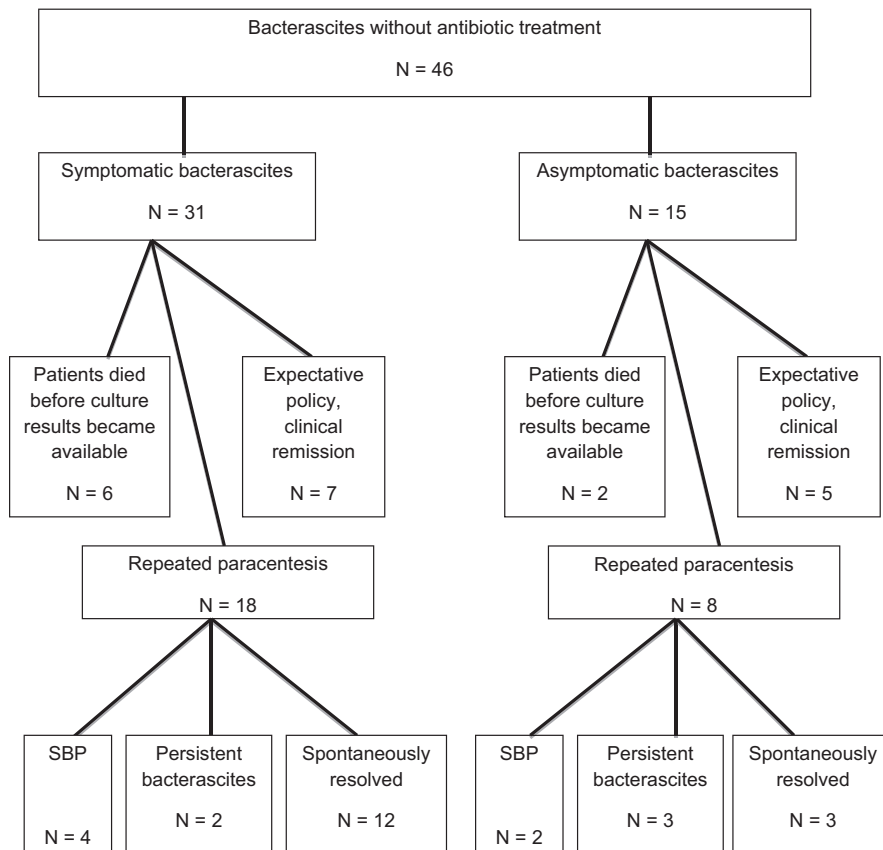 Bacterascites without antibiotic treatment
N = 46
Symptomatic bacterascites
N = 31
Asymptomatic bacterascites
N = 15
Patients died
before culture
results became
available
N = 6
Expectative
policy,
clinical
remission
N = 7
Patients died
before culture
results became
available
N = 2
Expectative
policy,
clinical
remission
N = 5
Repeated paracentesis
N = 18
Repeated paracentesis
N = 8
SBP
N = 4
Persistent
bacterascites
N = 2
Spontaneously
resolved
N = 12
SBP
N = 2
Persistent
bacterascites
N = 3
Spontaneously
resolved
N = 3